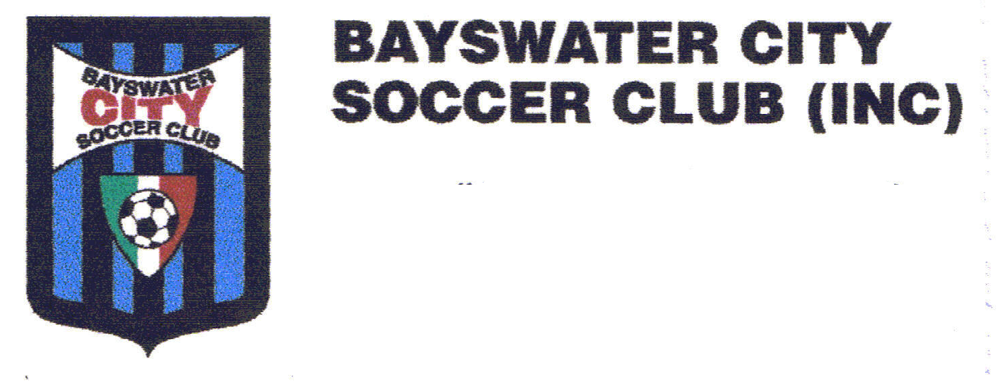 BAYSWATER
CITY
SOCCER CLUB
BAYSWATER CITY
SOCCER CLUB (INC)